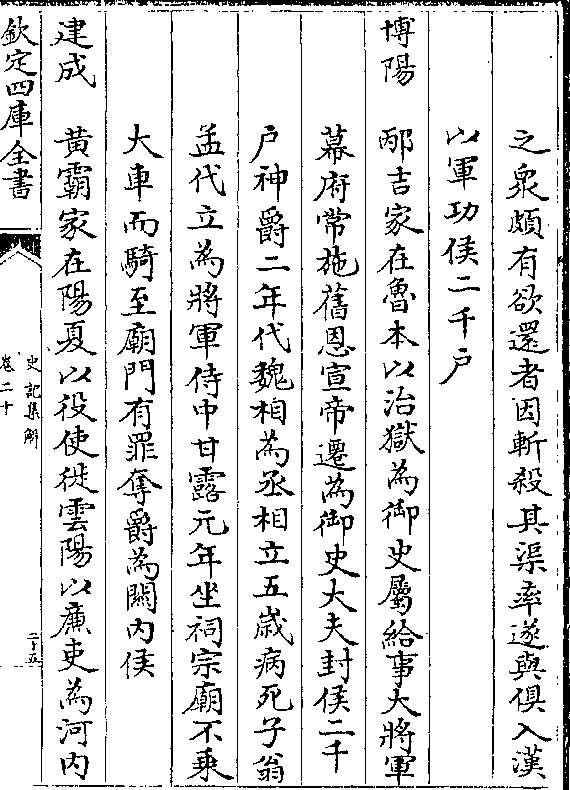 之衆頗有欲還者因斬殺其渠率遂與俱入漢
以軍功侯二千户
博陽 邴吉家在魯本以治獄為御史屬給事大將軍
幕府常施舊恩宣帝遷為御史大夫封侯二千
户神爵二年代魏相為丞相立五嵗病死子翁
孟代立為將軍侍中甘露元年坐祠宗廟不乗
大車而騎至廟門有罪奪爵為關内侯
建成 黄霸家在陽夏以役使徙雲陽以廉吏為河内
欽定四庫全書
史記集解
卷二十
二十五